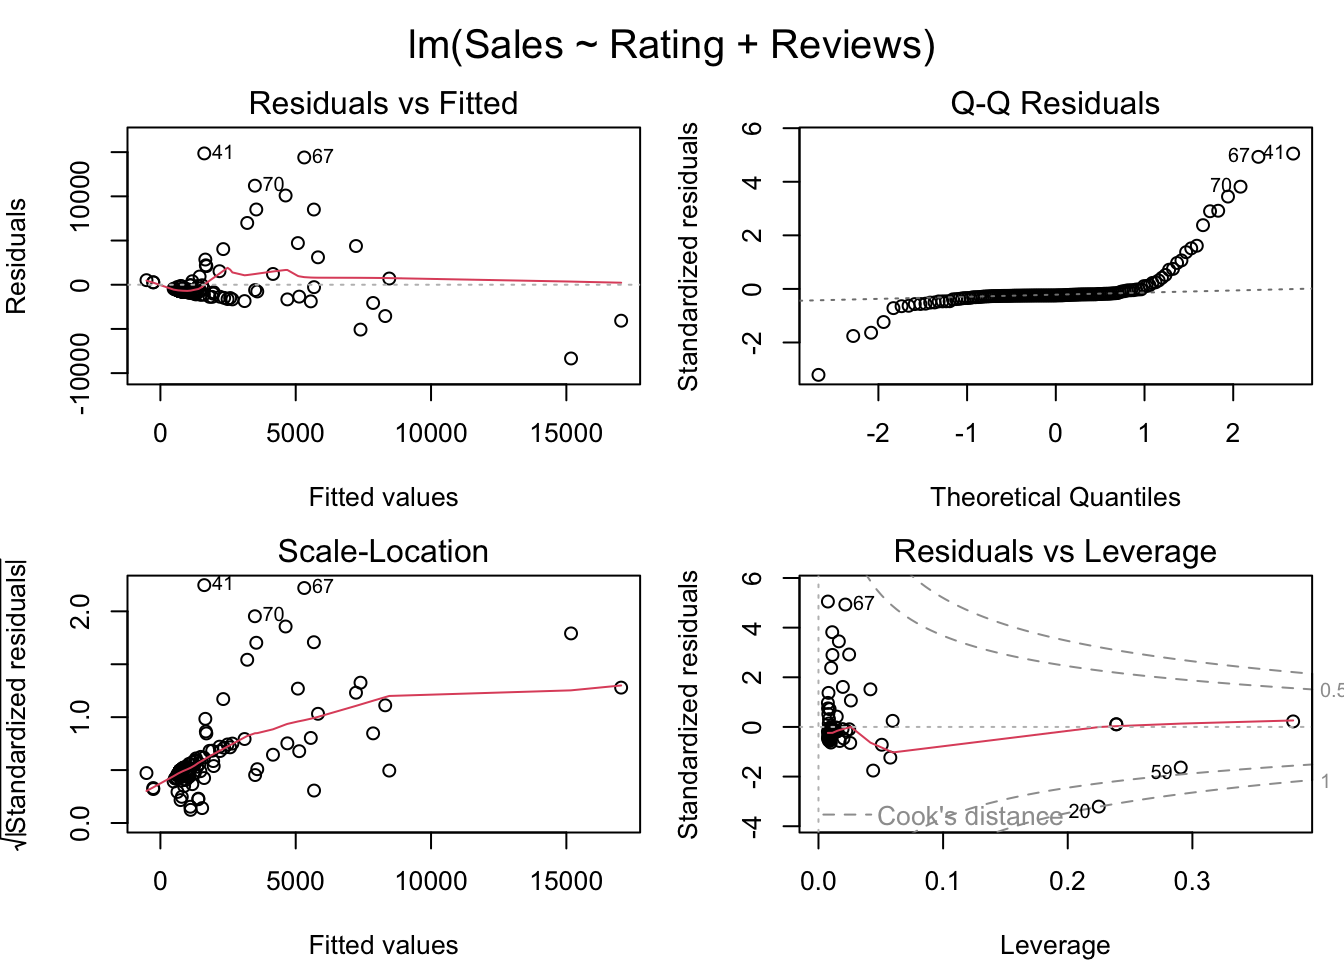 lm(Sales ~ Rating + Reviews)
Residuals vs Fitted
Residuals
-10000 0 10000
41
67
70
0 5000 10000 15000
Fitted values
Q-Q Residuals
Standardized residuals
-2 0 2 4 6
67 41
70
-2 -1 0 1 2
Theoretical Quantiles
Scale-Location
√|Standardized residuals|
0.0 1.0 2.0
41
67
70
0 5000 10000 15000
Fitted values
Residuals vs Leverage
Standardized residuals
-4 -2 0 2 4 6
67
59
20
Cook's distance
0.5
1
0.0 0.1 0.2 0.3
Leverage